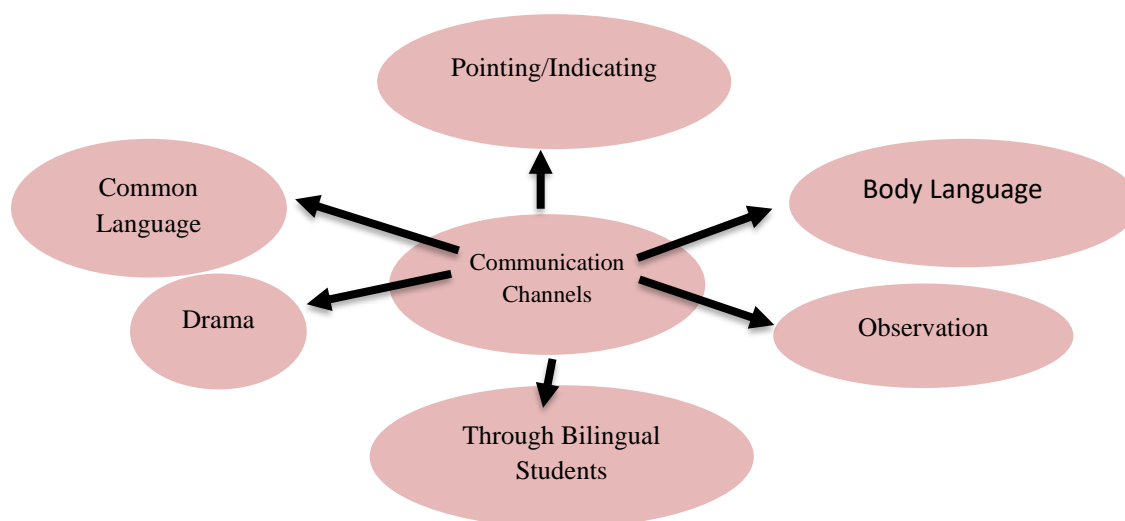 Pointing/Indicating
Common
Language
Body Language
Communication
Channels
Drama
Observation
Through Bilingual
Students